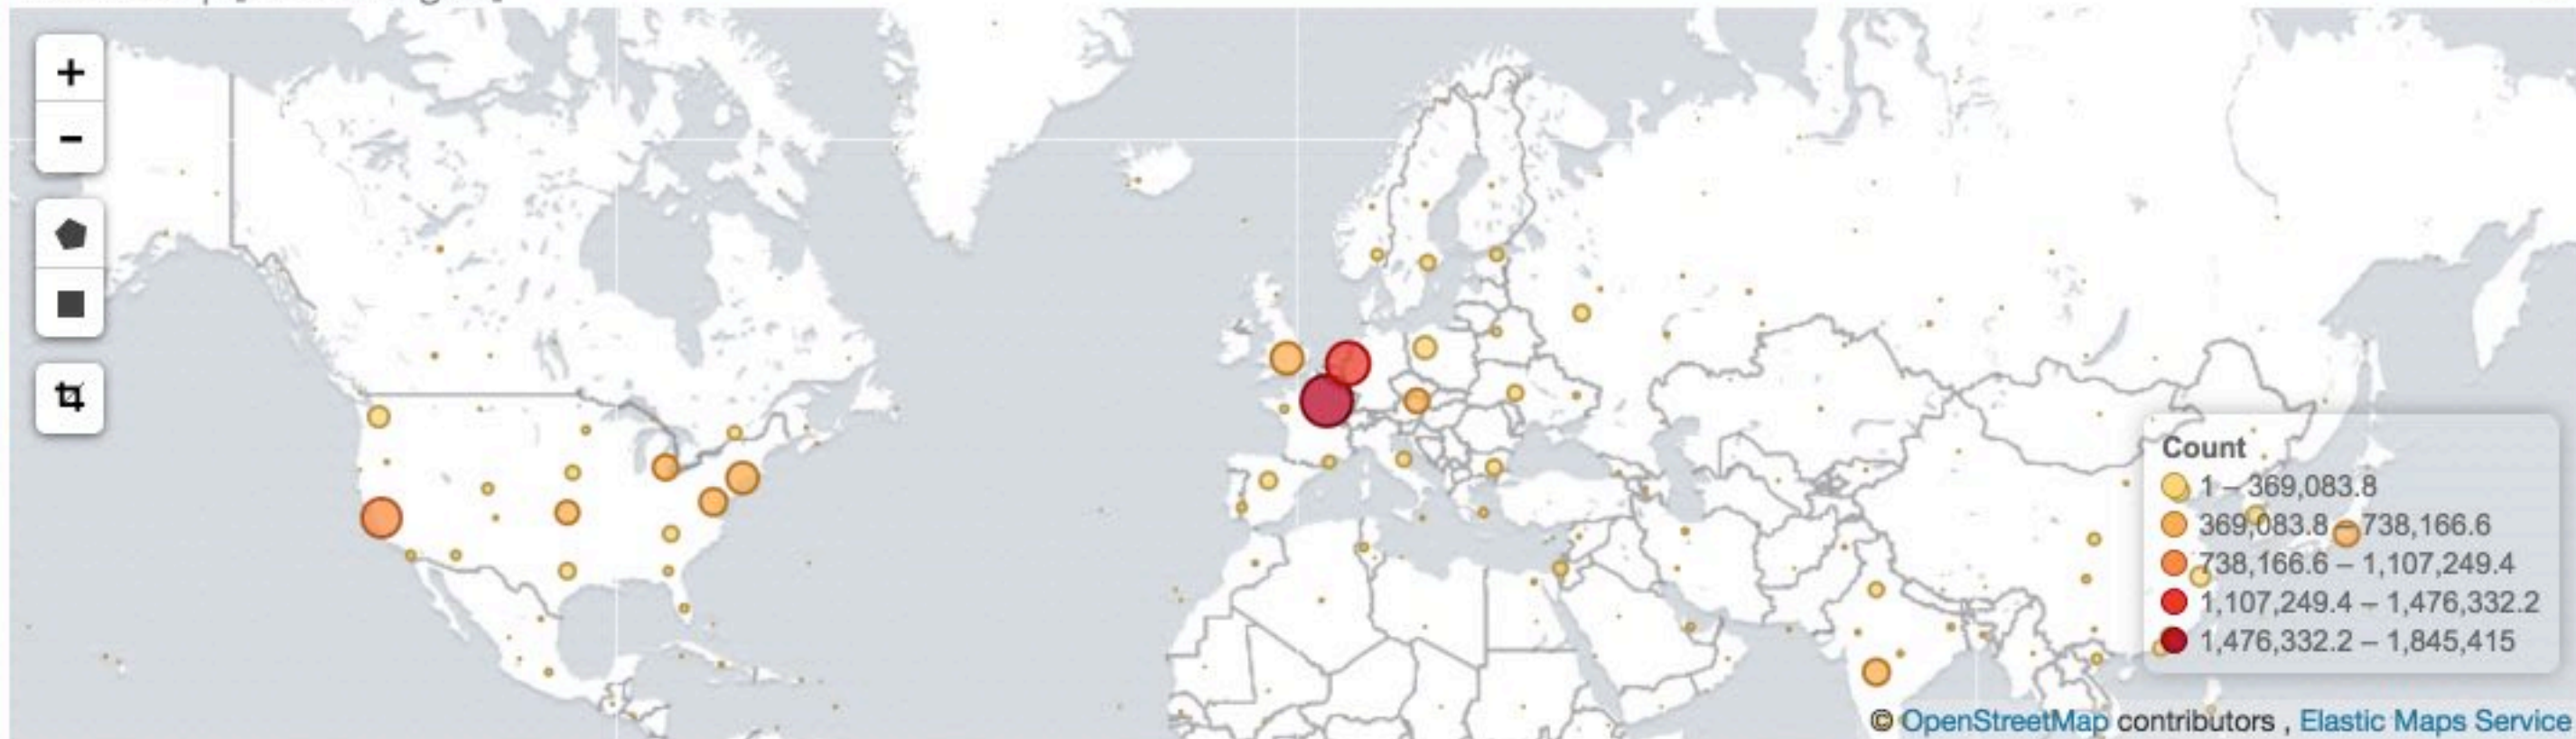 +
−
Count
1 – 369,083.8
369,083.8 – 738,166.6
738,166.6 – 1,107,249.4
1,107,249.4 – 1,476,332.2
1,476,332.2 – 1,845,415
© OpenStreetMap contributors , Elastic Maps Service